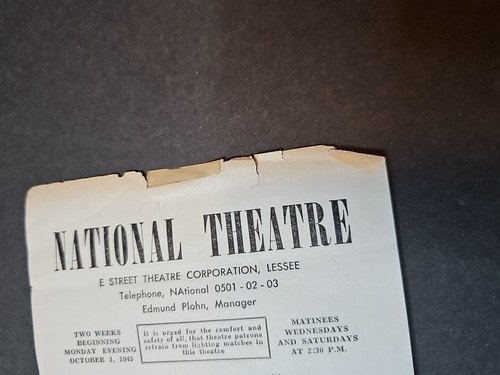 NATIONAL THEATRE
E STREET THEATRE CORPORATION, LESSEE
Telephone, NAtional 0501 - 02 - 03
Edmund Plohn, Manager
TWO WEEKS
BEGINNING
MONDAY EVENING
OCTOBER 1, 1945
It is urged for the comfort and
safety of all, that theatre patrons
refrain from lighting matches in
this theatre
MATINEES
WEDNESDAYS
AND SATURDAYS
AT 2:30 P.M.